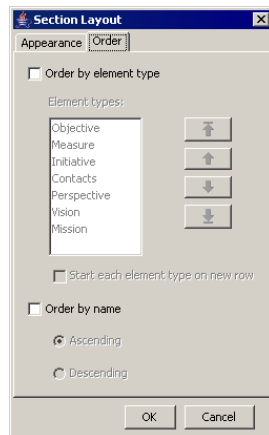 Section Layout
Appearance Order
Order by element type
Element types:
Objective
Measure
Initiative
Contacts
Perspective
Vision
Mission
Start each element type on new row
Order by name
Ascending
Descending
OK Cancel